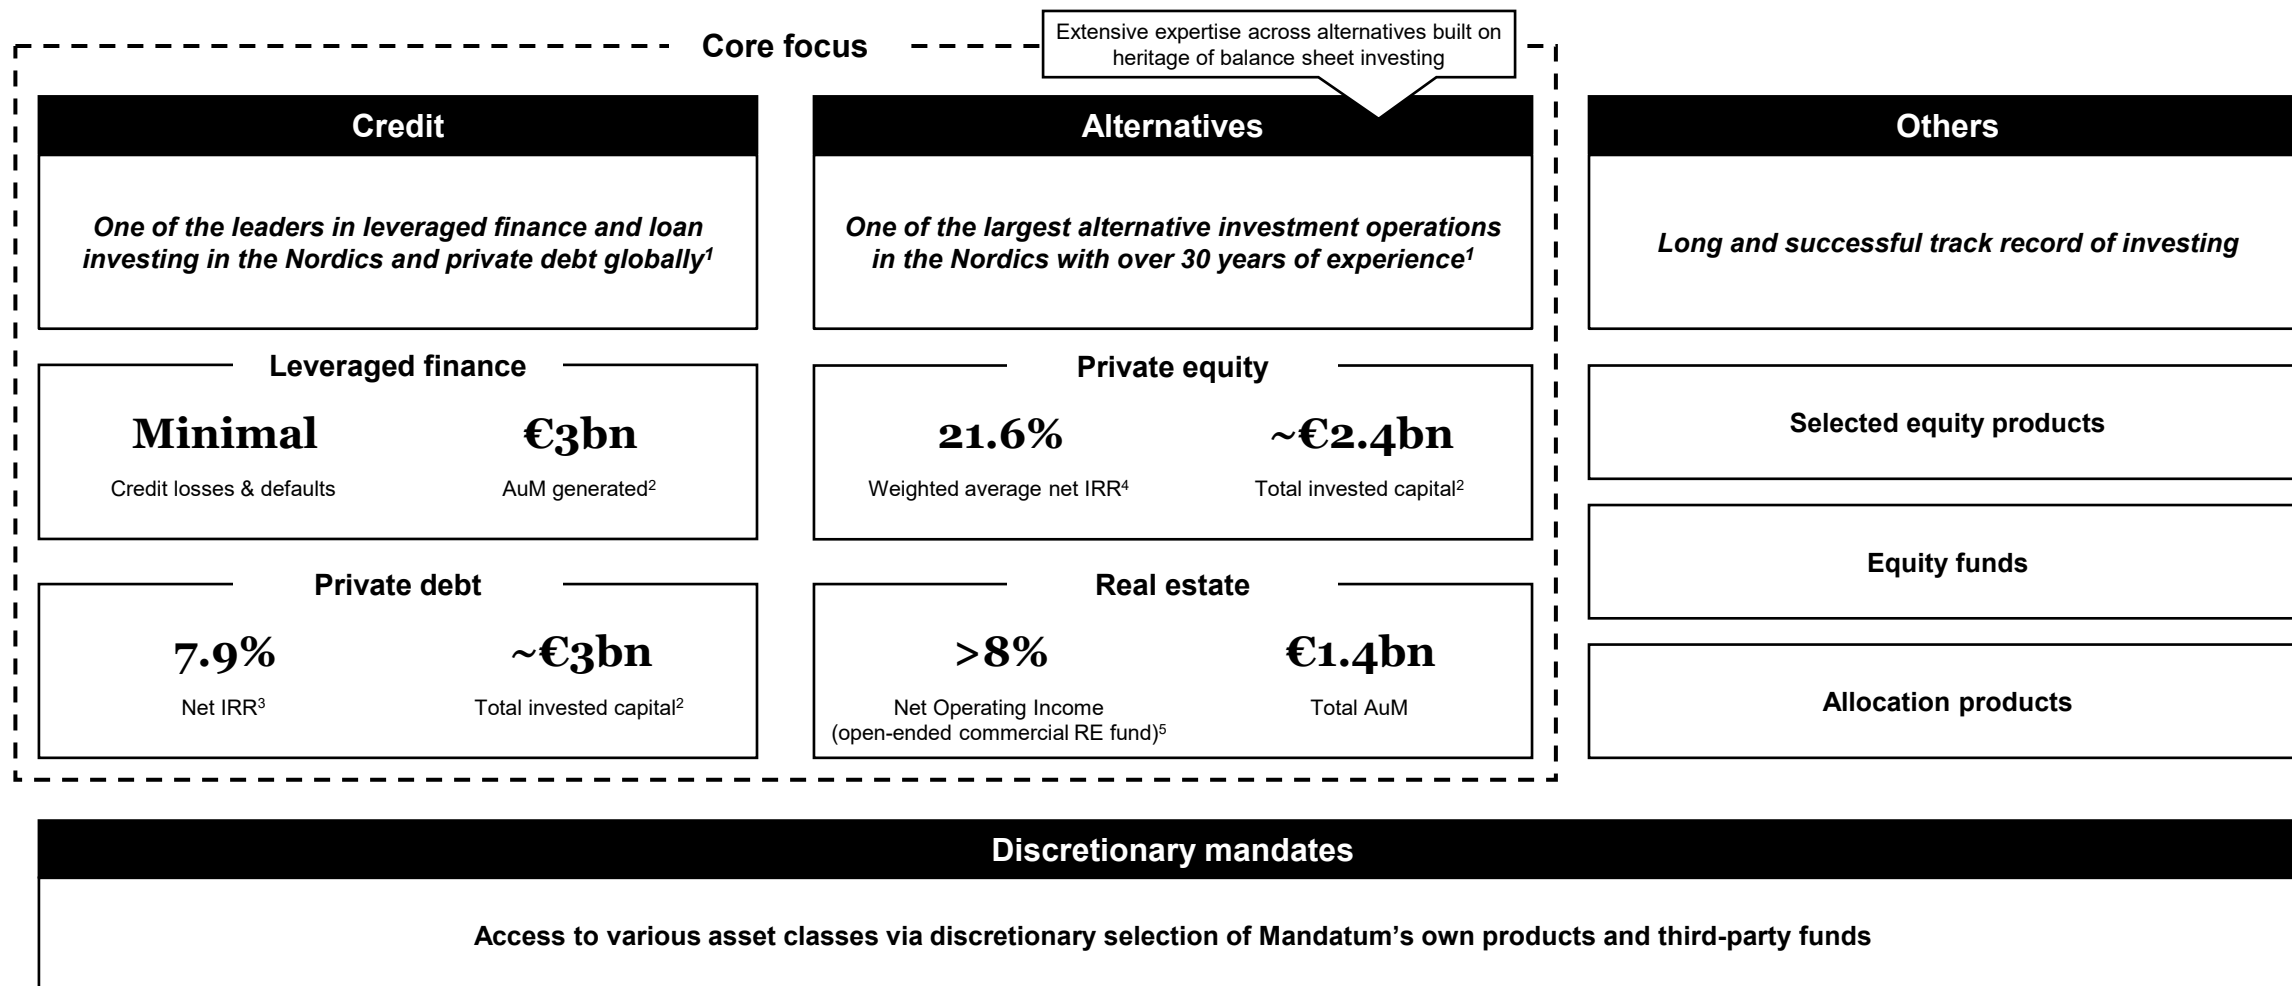 Core focus
Extensive expertise across alternatives built on
heritage of balance sheet investing
Credit
One of the leaders in leveraged finance and loan
investing in the Nordics and private debt globally¹
Leveraged finance
Minimal
Credit losses & defaults
€3bn
AuM generated²
Private debt
7.9%
Net IRR³
~€3bn
Total invested capital²
Alternatives
One of the largest alternative investment operations
in the Nordics with over 30 years of experience¹
Private equity
21.6%
Weighted average net IRR⁴
~€2.4bn
Total invested capital²
Real estate
>8%
Net Operating Income
(open-ended commercial RE fund)⁵
€1.4bn
Total AuM
Others
Long and successful track record of investing
Selected equity products
Equity funds
Allocation products
Discretionary mandates
Access to various asset classes via discretionary selection of Mandatum’s own products and third-party funds